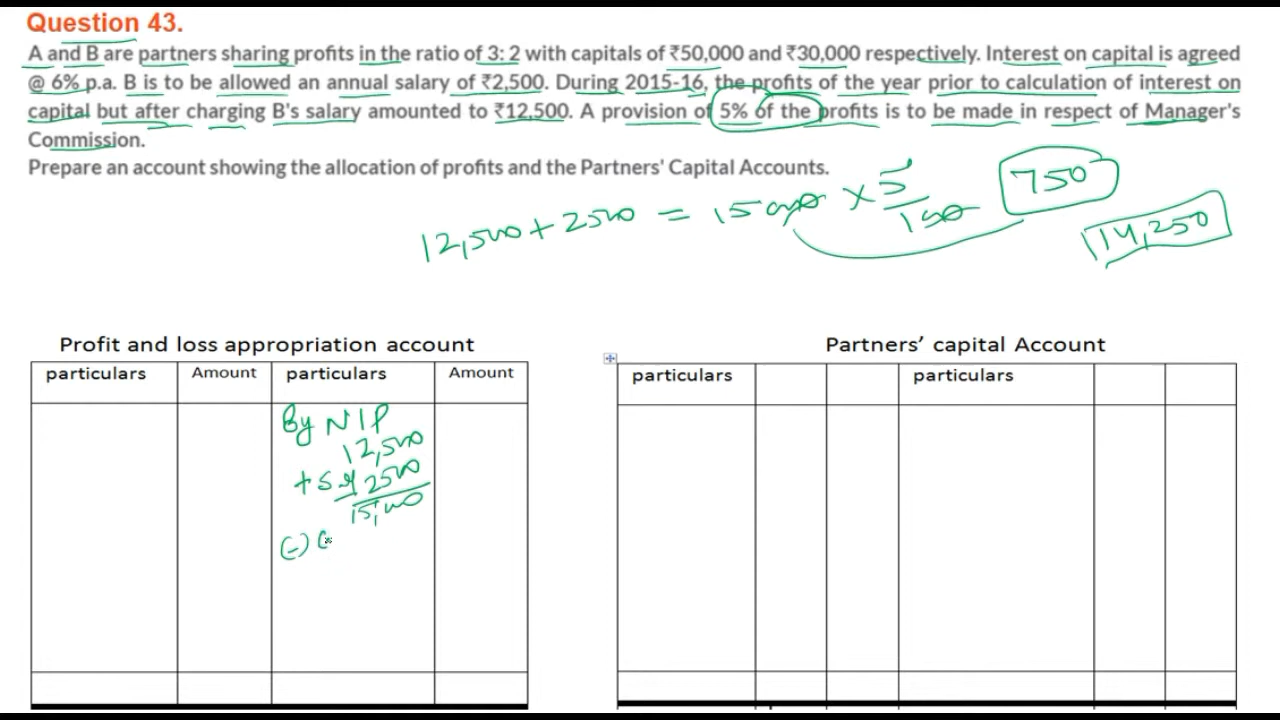 Question 43.
A and B are partners sharing profits in the ratio of 3: 2 with capitals of ₹50,000 and ₹30,000 respectively. Interest on capital is agreed
@ 6% p.a. B is to be allowed an annual salary of ₹2,500. During 2015-16, the profits of the year prior to calculation of interest on
capital but after charging B's salary amounted to ₹12,500. A provision of 5% of the profits is to be made in respect of Manager's
Commission.
Prepare an account showing the allocation of profits and the Partners' Capital Accounts.
12,500 + 2500 = 15000 × 5/100 750
14,250
Profit and loss appropriation account
particulars Amount particulars Amount
By N/P
12,500
2500
15,000
(-) (
Partners’ capital Account
particulars particulars